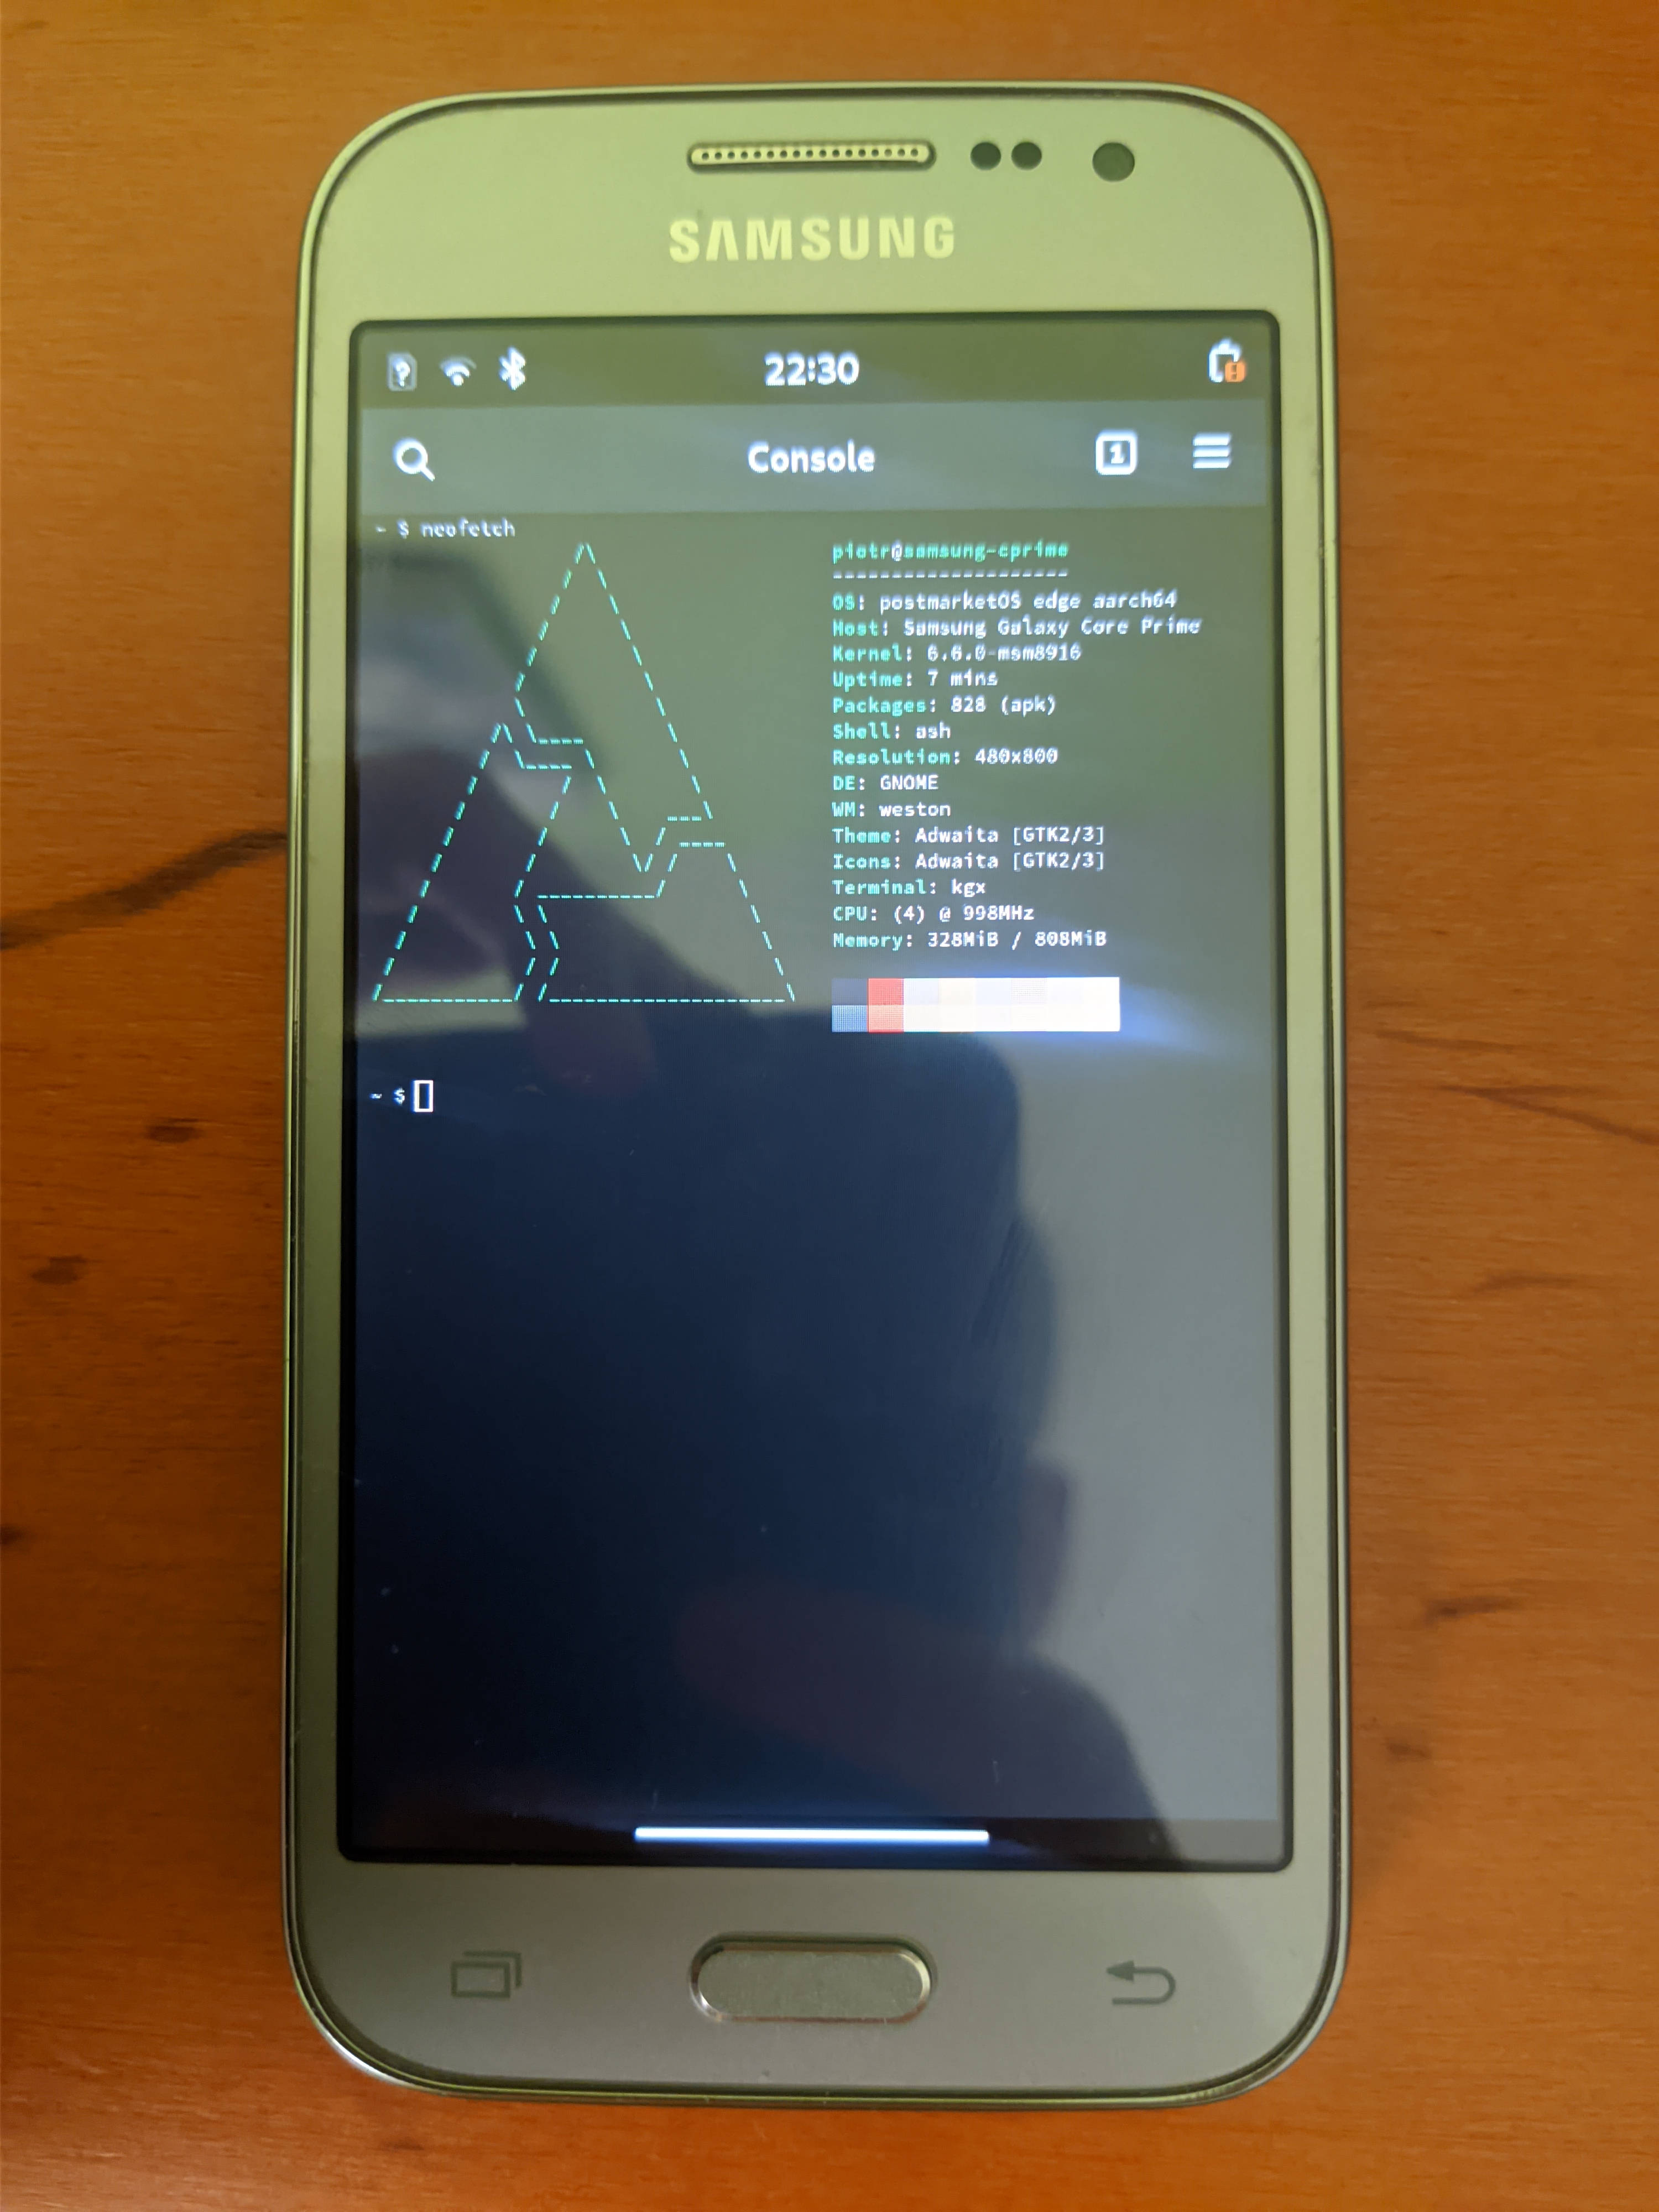 SAMSUNG
22:30
Console
1
~ $ neofetch
piotr@samsung-cprime
--------------------
OS: postmarketOS edge aarch64
Host: Samsung Galaxy Core Prime
Kernel: 6.6.0-msm8916
Uptime: 7 mins
Packages: 828 (apk)
Shell: ash
Resolution: 480x800
DE: GNOME
WM: weston
Theme: Adwaita [GTK2/3]
Icons: Adwaita [GTK2/3]
Terminal: kgx
CPU: (4) @ 998MHz
Memory: 328MiB / 808MiB
~ $